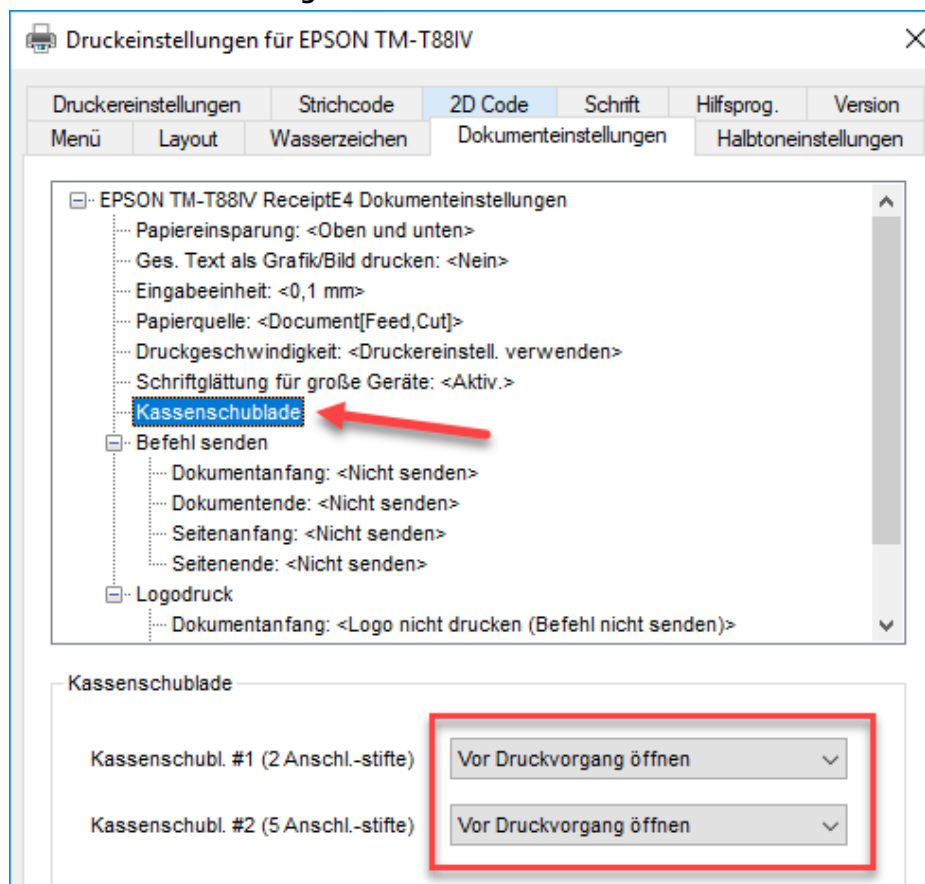 Druckeinstellungen für EPSON TM-T88IV
Druckereinstellungen Strichcode 2D Code Schrift Hilfsprog. Version
Menü Layout Wasserzeichen Dokumenteinstellungen Halbtoneinstellungen
EPSON TM-T88IV ReceiptE4 Dokumenteinstellungen
Papiereinsparung: <Oben und unten>
Ges. Text als Grafik/Bild drucken: <Nein>
Eingabeeinheit: <0,1 mm>
Papierquelle: <Document[Feed,Cut]>
Druckgeschwindigkeit: <Druckereinstell. verwenden>
Schriftglättung für große Geräte: <Aktiv.>
Kassenschublade
Befehl senden
Dokumentanfang: <Nicht senden>
Dokumentende: <Nicht senden>
Seitenanfang: <Nicht senden>
Seitenende: <Nicht senden>
Logodruck
Dokumentanfang: <Logo nicht drucken (Befehl nicht senden)>
Kassenschublade
Kassenschubl. #1 (2 Anschl.-stifte) Vor Druckvorgang öffnen
Kassenschubl. #2 (5 Anschl.-stifte) Vor Druckvorgang öffnen